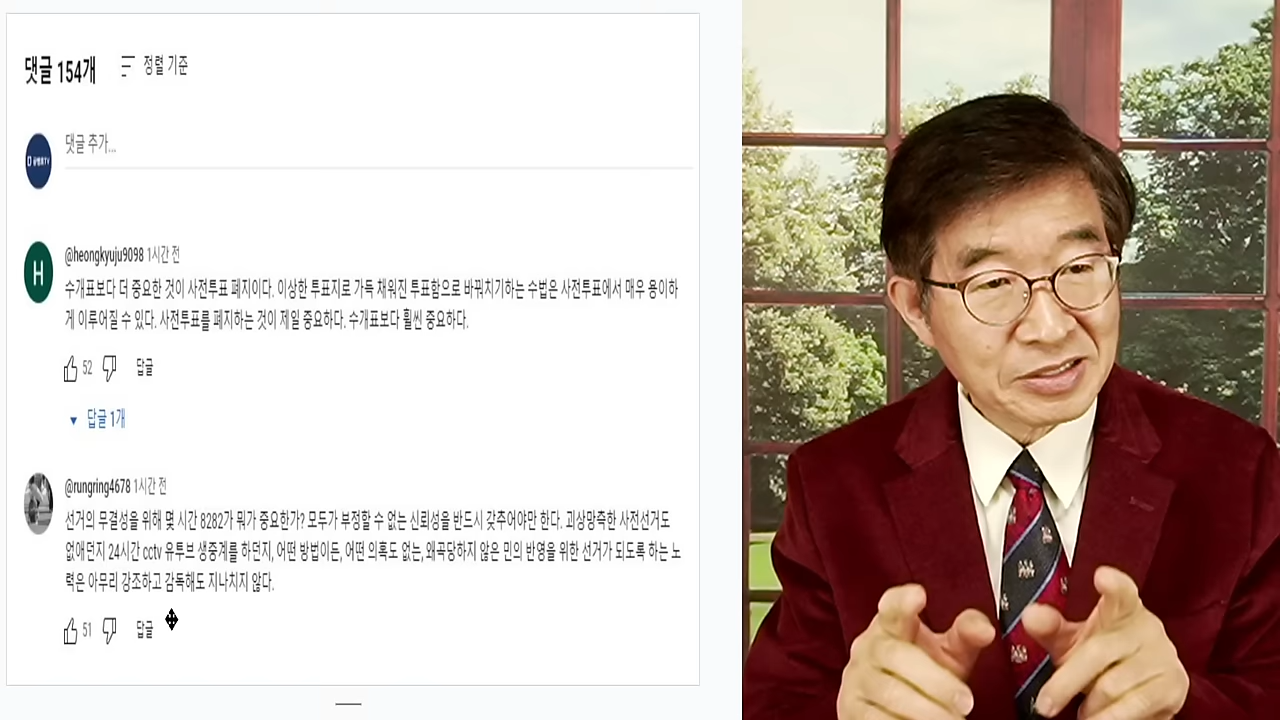 댓글 154개
정렬 기준
댓글 추가...
@heongkyuju9098 1시간 전
수개표보다 더 중요한 것이 사전투표 폐지이다. 이상한 투표지로 가득 채워진 투표함으로 바꿔치기하는 수법은 사전투표에서 매우 용이하
게 이루어질 수 있다. 사전투표를 폐지하는 것이 제일 중요하다. 수개표보다 훨씬 중요하다.
52 답글
답글 1개
H
@rungring4678 1시간 전
선거의 무결성을 위해 몇 시간 8282가 뭐가 중요한가? 모두가 부정할 수 없는 신뢰성을 반드시 갖추어야만 한다. 괴상망측한 사전선거도
없애던지 24시간 cctv 유투브 생중계를 하던지, 어떤 방법이든, 어떤 의혹도 없는, 왜곡당하지 않은 민의 반영을 위한 선거가 되도록 하는 노
력은 아무리 강조하고 감독해도 지나치지 않다.
51 답글